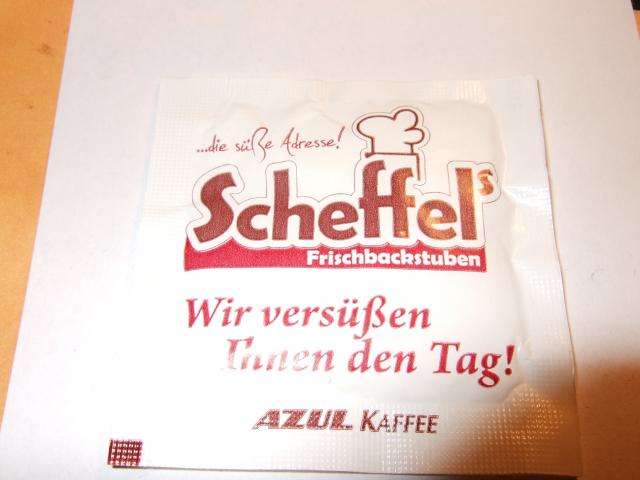 ...die süße Adresse!
Scheffel's
Frischbackstuben
Wir versüßen
Ihnen den Tag!
AZUL KAFFEE